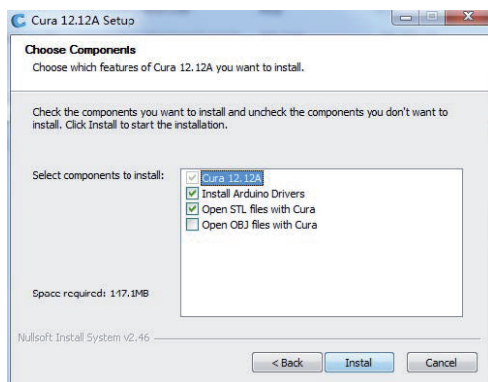 Cura 12.12A Setup
Choose Components
Choose which features of Cura 12.12A you want to install.
Check the components you want to install and uncheck the components you don't want to
install. Click Install to start the installation.
Select components to install:
Cura 12.12A
Install Arduino Drivers
Open STL files with Cura
Open OBJ files with Cura
Space required: 147.1MB
Nullsoft Install System v2.46
< Back
Instal
Cancel